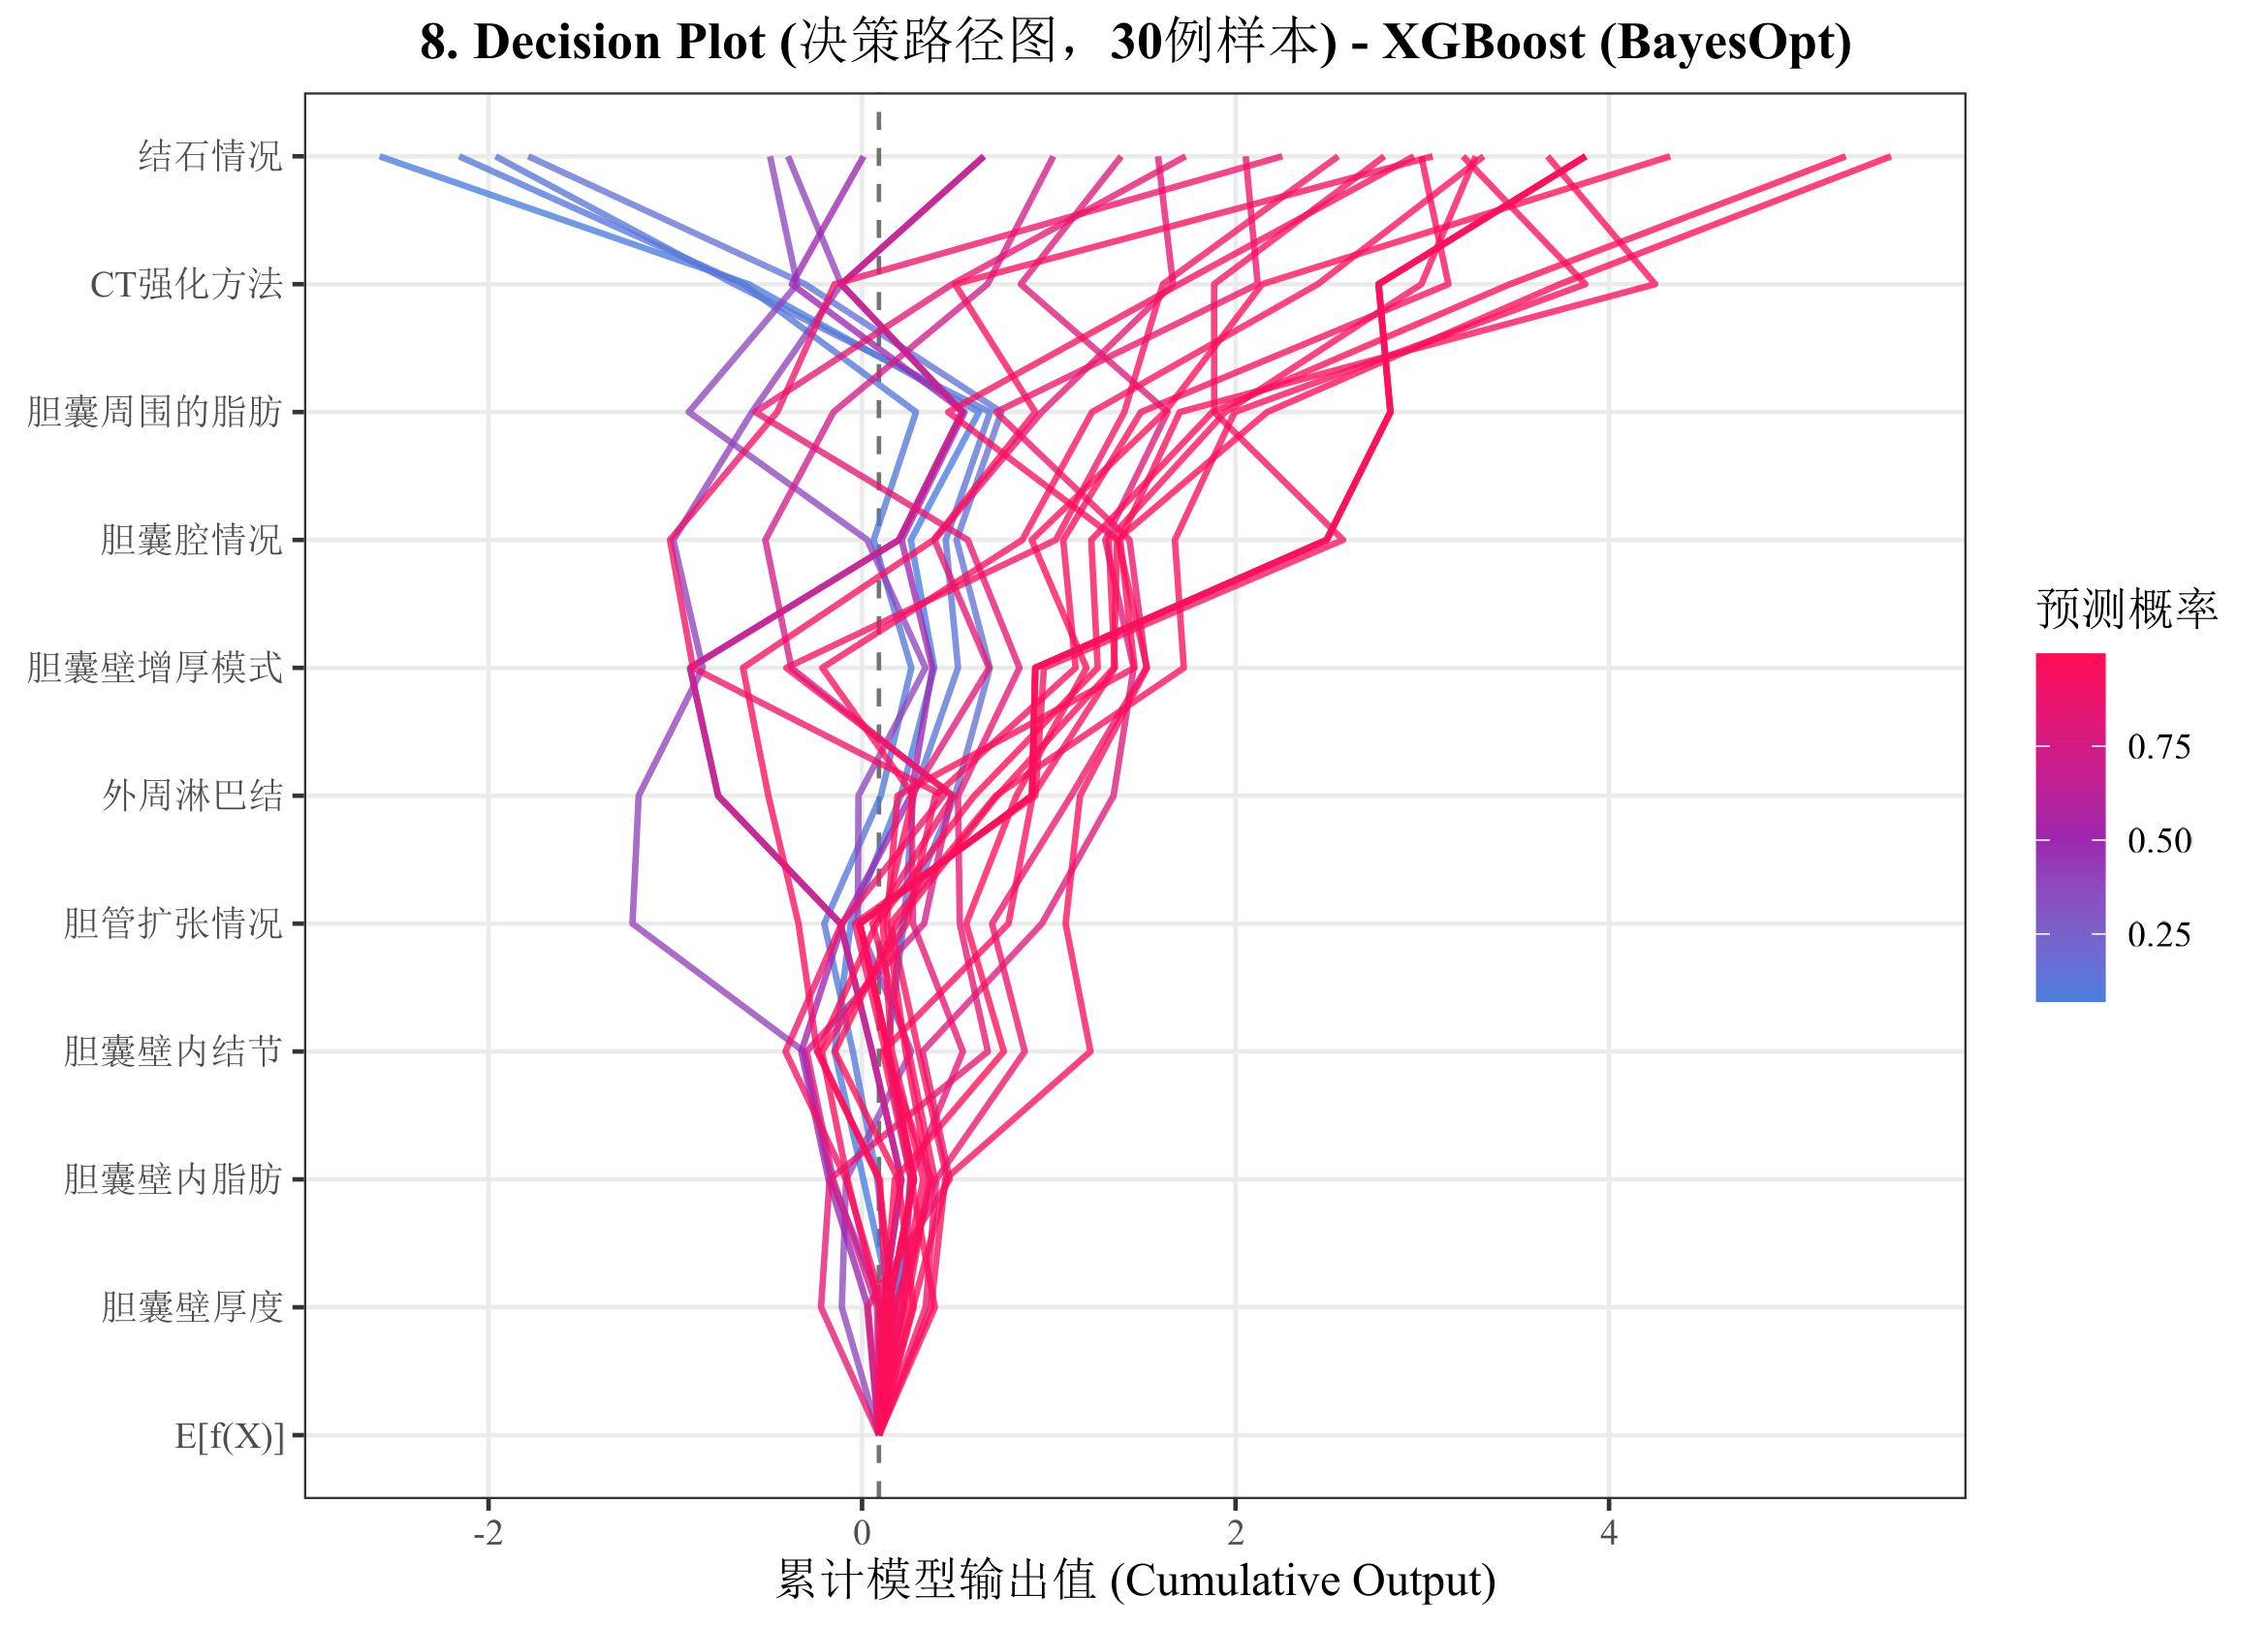 8. Decision Plot (决策路径图，30例样本) - XGBoost (BayesOpt)
结石情况
CT强化方法
胆囊周围的脂肪
胆囊腔情况
胆囊壁增厚模式
外周淋巴结
胆管扩张情况
胆囊壁内结节
胆囊壁内脂肪
胆囊壁厚度
E[f(X)]
-2 0 2 4
累计模型输出值 (Cumulative Output)
预测概率
0.75
0.50
0.25